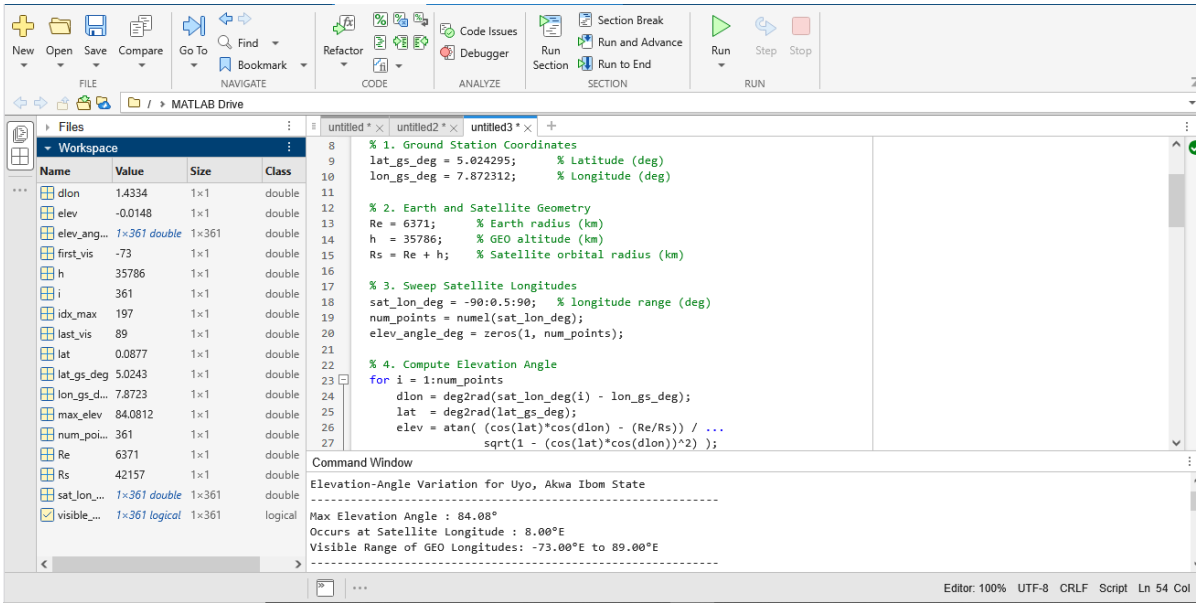 Section Break
Code Issues
Find
Run and Advance
New Open Save Compare Go To Refactor Debugger Run Run Step Stop
Bookmark Section Run to End
FILE NAVIGATE CODE ANALYZE SECTION RUN
/ › MATLAB Drive
Files
Workspace
Name Value Size Class
dlon 1.4334 1×1 double
elev -0.0148 1×1 double
elev_ang... 1×361 double 1×361 double
first_vis -73 1×1 double
h 35786 1×1 double
i 361 1×1 double
idx_max 197 1×1 double
last_vis 89 1×1 double
lat 0.0877 1×1 double
lat_gs_deg 5.0243 1×1 double
lon_gs_d... 7.8723 1×1 double
max_elev 84.0812 1×1 double
num_poi... 361 1×1 double
Re 6371 1×1 double
Rs 42157 1×1 double
sat_lon_... 1×361 double 1×361 double
visible_... 1×361 logical 1×361 logical
untitled * × untitled2 * × untitled3 * × +
8 % 1. Ground Station Coordinates
9 lat_gs_deg = 5.024295; % Latitude (deg)
10 lon_gs_deg = 7.872312; % Longitude (deg)
11
12 % 2. Earth and Satellite Geometry
13 Re = 6371; % Earth radius (km)
14 h = 35786; % GEO altitude (km)
15 Rs = Re + h; % Satellite orbital radius (km)
16
17 % 3. Sweep Satellite Longitudes
18 sat_lon_deg = -90:0.5:90; % longitude range (deg)
19 num_points = numel(sat_lon_deg);
20 elev_angle_deg = zeros(1, num_points);
21
22 % 4. Compute Elevation Angle
23 for i = 1:num_points
24 dlon = deg2rad(sat_lon_deg(i) - lon_gs_deg);
25 lat = deg2rad(lat_gs_deg);
26 elev = atan( (cos(lat)*cos(dlon) - (Re/Rs)) / ...
27 sqrt(1 - (cos(lat)*cos(dlon))^2) );
Command Window
Elevation-Angle Variation for Uyo, Akwa Ibom State
------------------------------------------------------------
Max Elevation Angle : 84.08°
Occurs at Satellite Longitude : 8.00°E
Visible Range of GEO Longitudes: -73.00°E to 89.00°E
------------------------------------------------------------
Editor: 100% UTF-8 CRLF Script Ln 54 Col